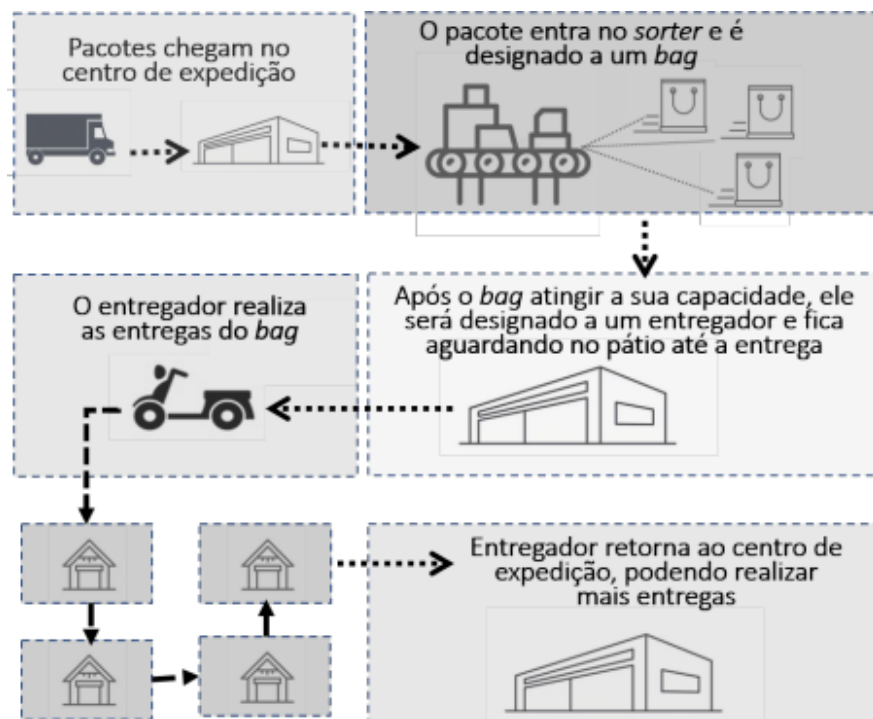 Pacotes chegam no
centro de expedição
O pacote entra no sorter e é
designado a um bag
Após o bag atingir a sua capacidade, ele
será designado a um entregador e fica
aguardando no pátio até a entrega
O entregador realiza
as entregas do bag
Entregador retorna ao centro de
expedição, podendo realizar
mais entregas